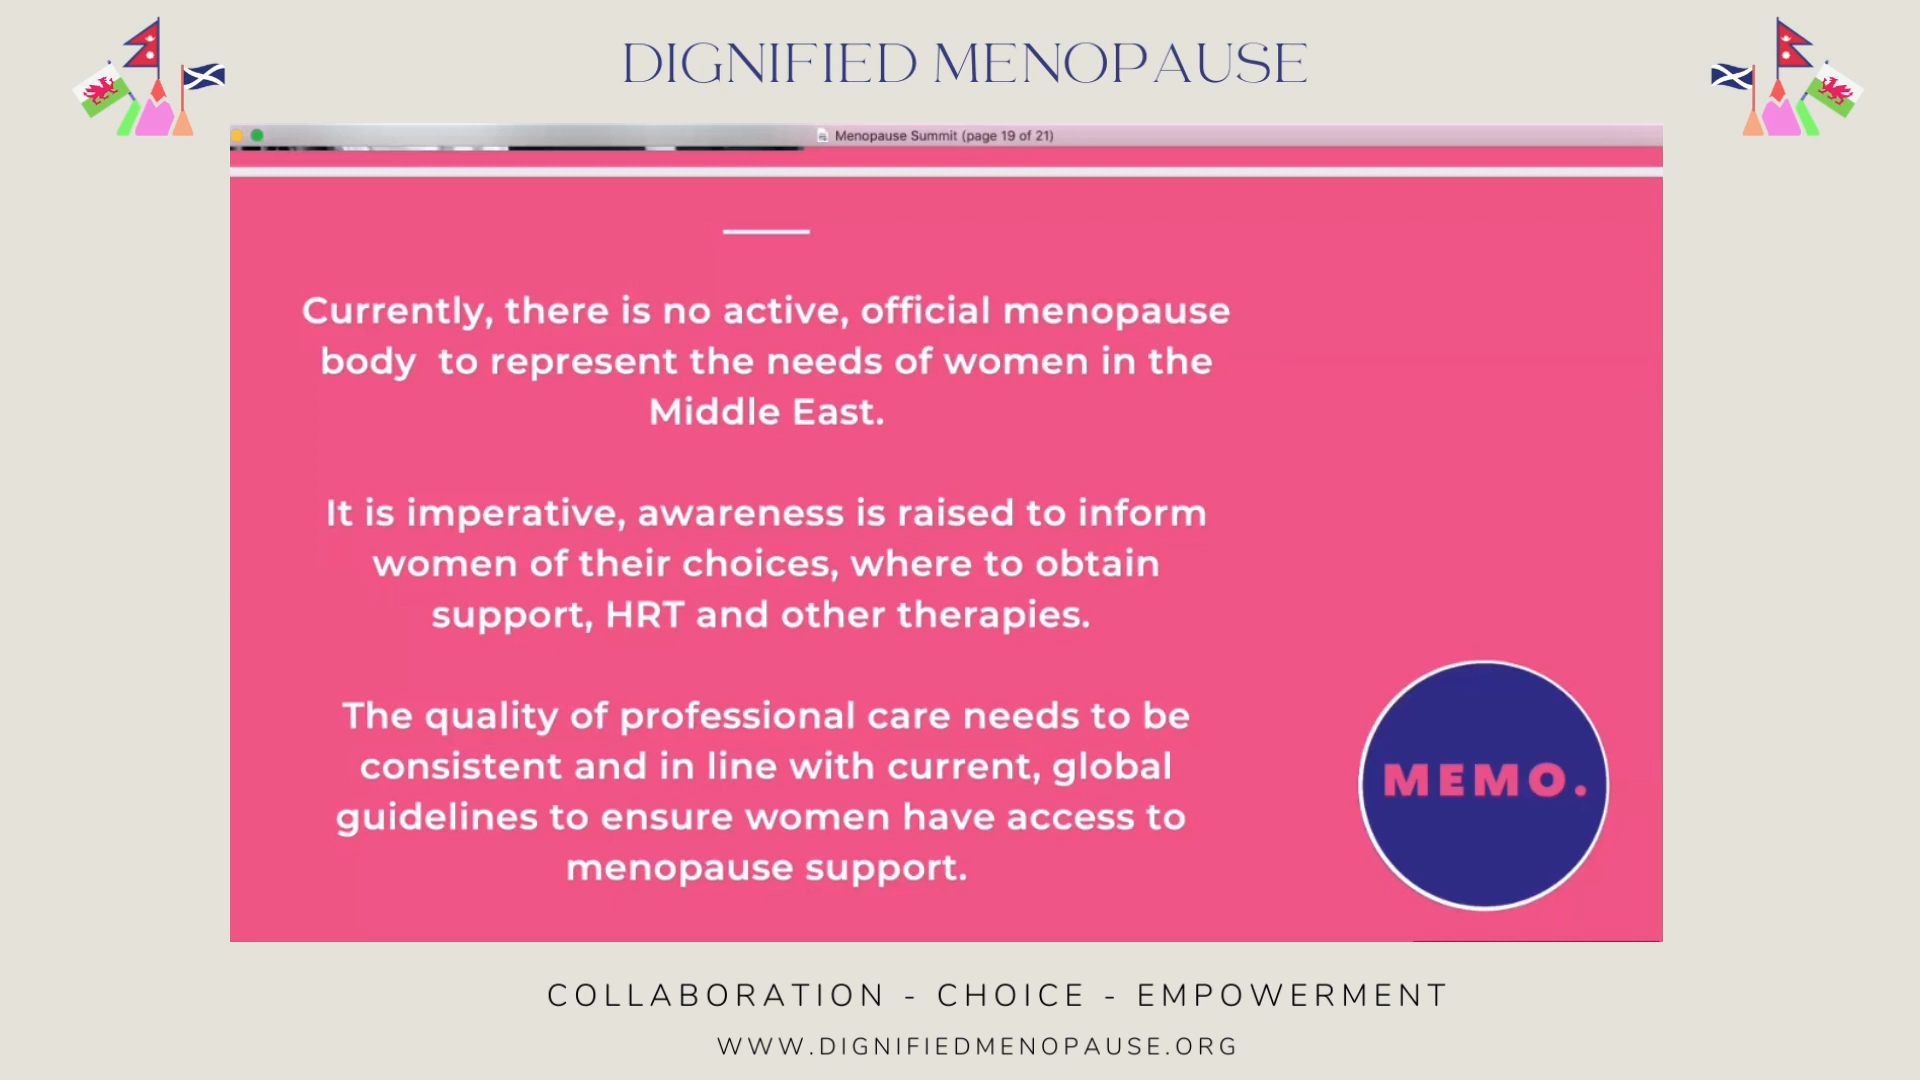 DIGNIFIED MENOPAUSE
Menopause Summit (page 19 of 21)
Currently, there is no active, official menopause
body  to represent the needs of women in the
Middle East.
It is imperative, awareness is raised to inform
women of their choices, where to obtain
support, HRT and other therapies.
The quality of professional care needs to be
consistent and in line with current, global
guidelines to ensure women have access to
menopause support.
MEMO.
COLLABORATION - CHOICE - EMPOWERMENT
WWW.DIGNIFIEDMENOPAUSE.ORG